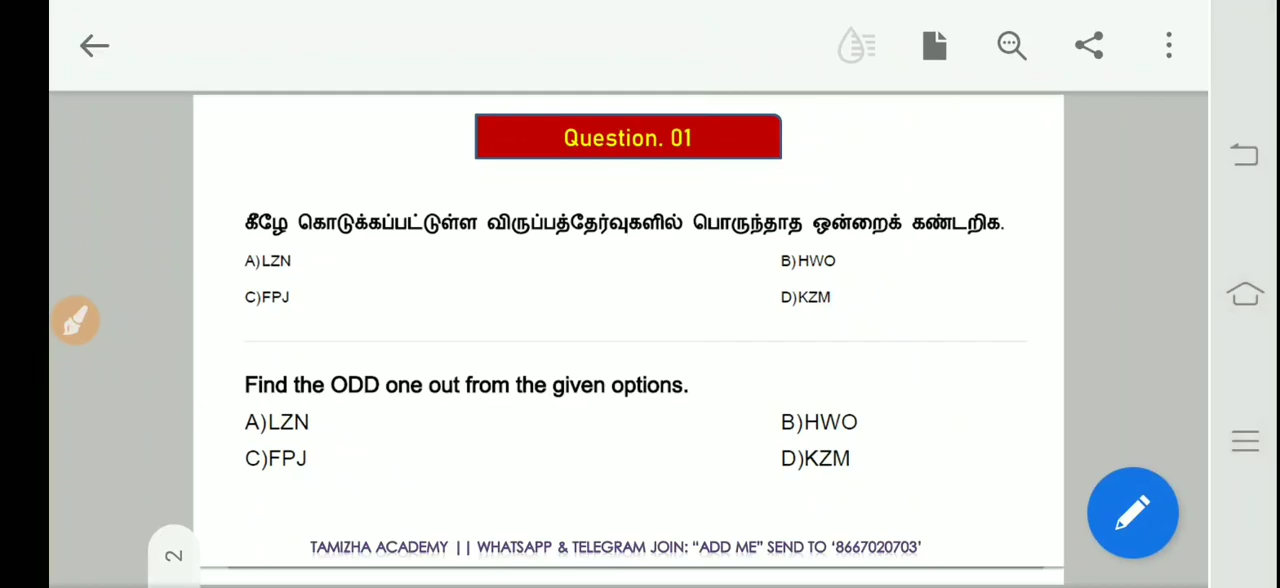 Question. 01
கீழே கொடுக்கப்பட்டுள்ள விருப்பத்தேர்வுகளில் பொருந்தாத ஒன்றைக் கண்டறிக.
A)LZN B)HWO
C)FPJ D)KZM
Find the ODD one out from the given options.
A)LZN B)HWO
C)FPJ D)KZM
TAMIZHA ACADEMY || WHATSAPP & TELEGRAM JOIN: “ADD ME” SEND TO ‘8667020703’
2